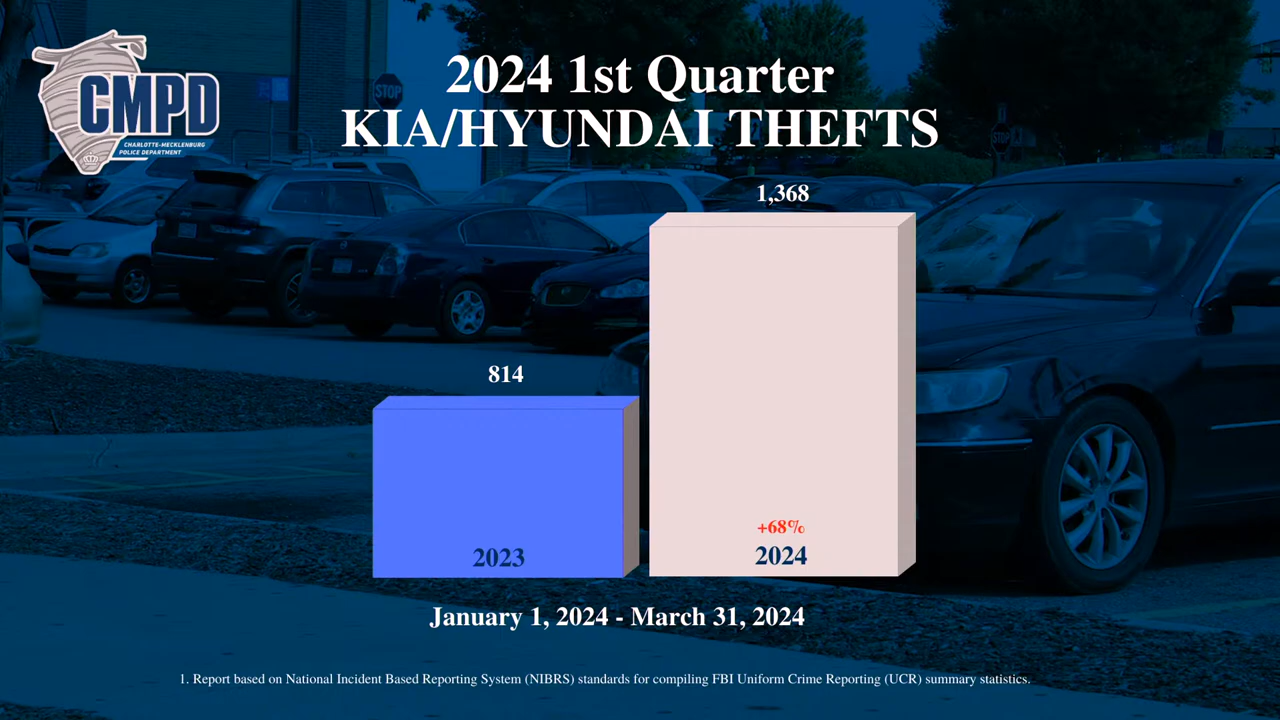 CMPD
CHARLOTTE-MECKLENBURG
POLICE DEPARTMENT
STOP
STOP
2024 1st Quarter
KIA/HYUNDAI THEFTS
1,368
814
+68%
2023
2024
January 1, 2024 - March 31, 2024
1. Report based on National Incident Based Reporting System (NIBRS) standards for compiling FBI Uniform Crime Reporting (UCR) summary statistics.